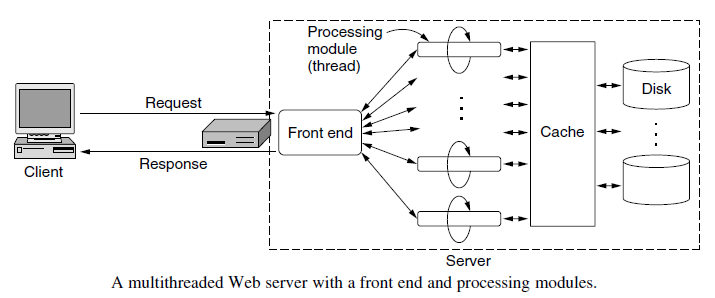 Processing
module
(thread)
Request
Front end
Cache
Disk
Client
Response
Server
A multithreaded Web server with a front end and processing modules.